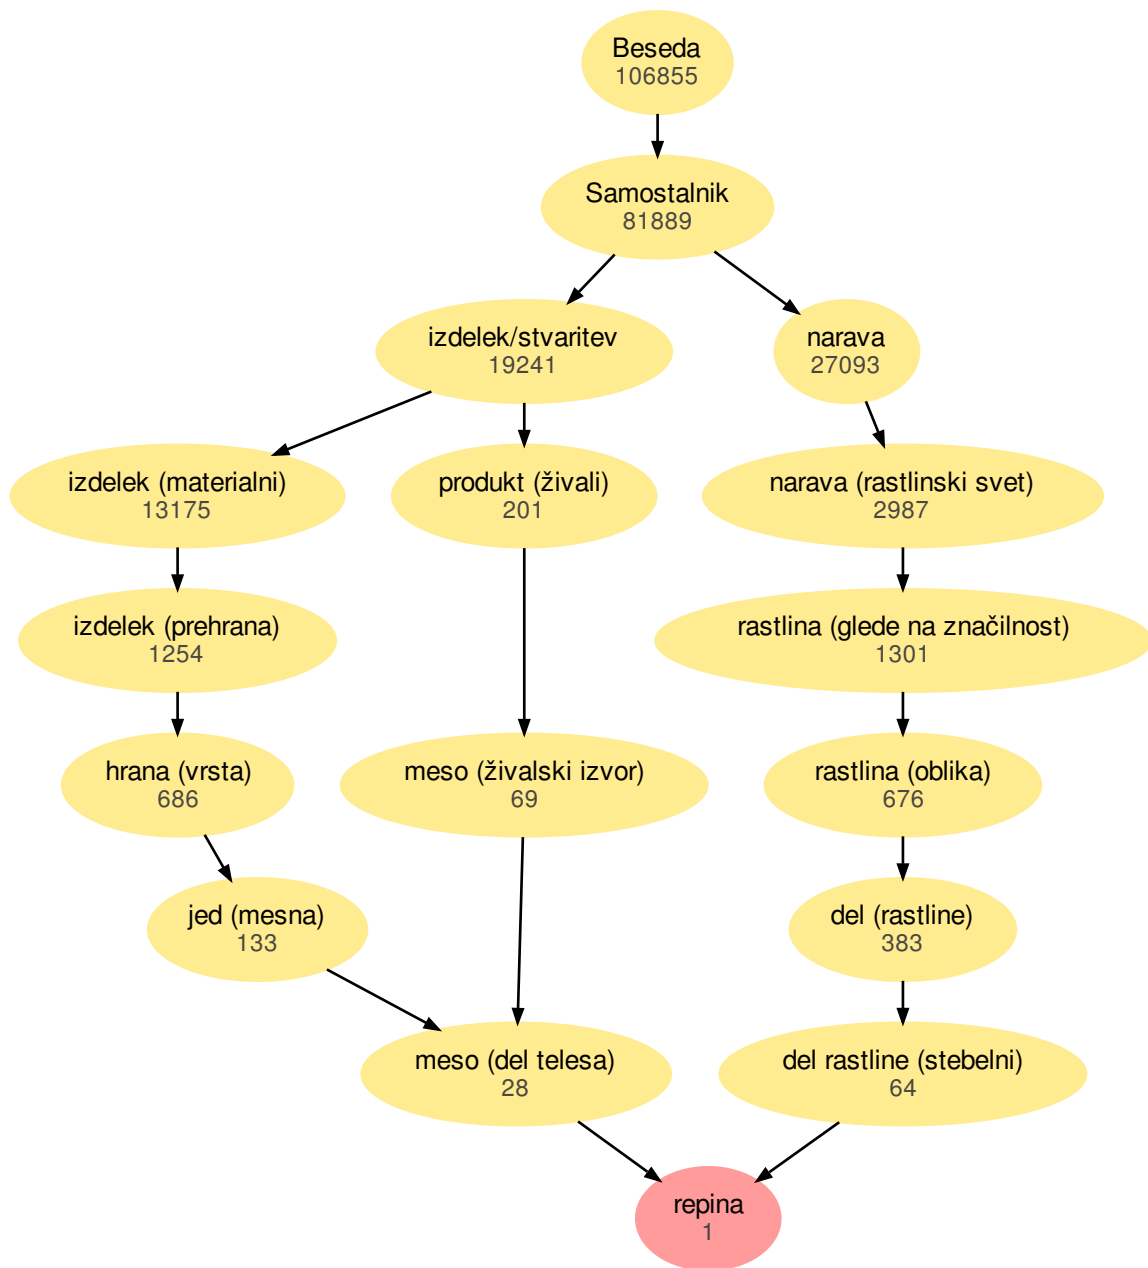 Beseda
106855
Samostalnik
81889
izdelek/stvaritev
19241
narava
27093
izdelek (materialni)
13175
produkt (živali)
201
narava (rastlinski svet)
2987
izdelek (prehrana)
1254
rastlina (glede na značilnost)
1301
hrana (vrsta)
686
meso (živalski izvor)
69
rastlina (oblika)
676
jed (mesna)
133
del (rastline)
383
meso (del telesa)
28
del rastline (stebelni)
64
repina
1